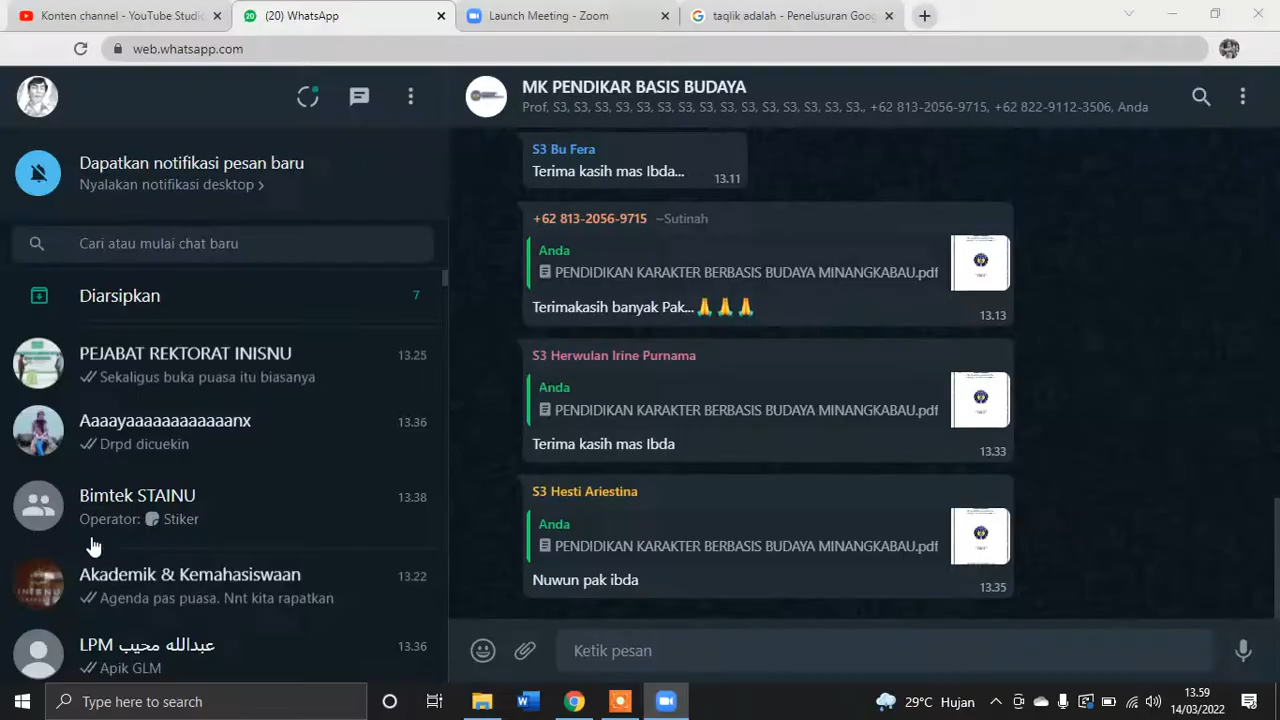 Konten channel - YouTube Studio
(20) WhatsApp
Launch Meeting - Zoom
taqlik adalah - Penelusuran Goog
web.whatsapp.com
Dapatkan notifikasi pesan baru
Nyalakan notifikasi desktop
Cari atau mulai chat baru
Diarsipkan 7
PEJABAT REKTORAT INISNU 13.25
Sekaligus buka puasa itu biasanya
Aaaayaaaaaaaaaaaanx 13.36
Drpd dicuekin
Bimtek STAINU 13.38
Operator: Stiker
Akademik & Kemahasiswaan 13.22
Agenda pas puasa. Nnt kita rapatkan
LPM عبدالله محيب 13.36
Apik GLM
MK PENDIKAR BASIS BUDAYA
Prof, S3, S3, S3, S3, S3, S3, S3, S3, S3, S3, S3, S3, S3, S3., +62 813-2056-9715, +62 822-9112-3506, Anda
S3 Bu Fera
Terima kasih mas Ibda... 13.11
+62 813-2056-9715 ~Sutinah
Anda
PENDIDIKAN KARAKTER BERBASIS BUDAYA MINANGKABAU.pdf
Terimakasih banyak Pak...🙏🙏🙏
13.13
S3 Herwulan Irine Purnama
Anda
PENDIDIKAN KARAKTER BERBASIS BUDAYA MINANGKABAU.pdf
Terima kasih mas Ibda
13.33
S3 Hesti Ariestina
Anda
PENDIDIKAN KARAKTER BERBASIS BUDAYA MINANGKABAU.pdf
Nuwun pak ibda
13.35
Ketik pesan
Type here to search
29°C Hujan
13.59
14/03/2022